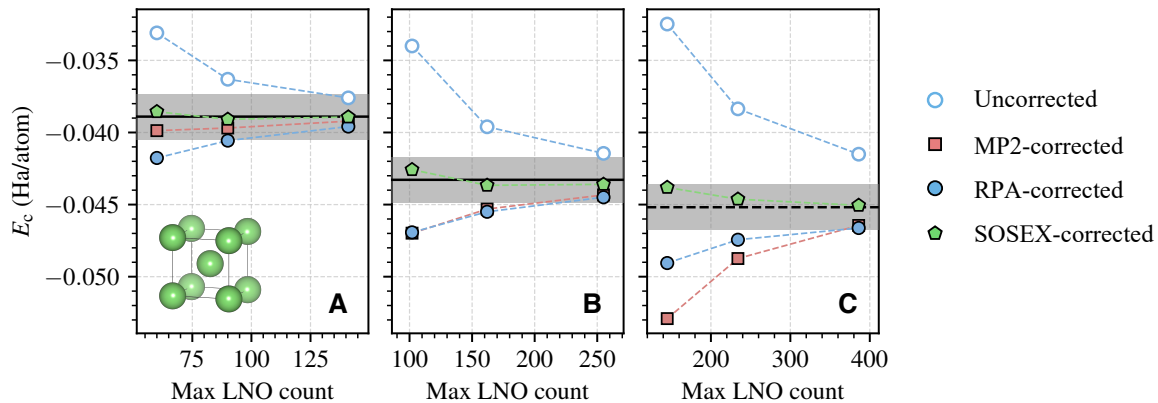 E_c (Ha/atom)
−0.035
−0.040
−0.045
−0.050
A
B
C
75
100
125
100
150
200
250
200
300
400
Max LNO count
Max LNO count
Max LNO count
Uncorrected
MP2-corrected
RPA-corrected
SOSEX-corrected